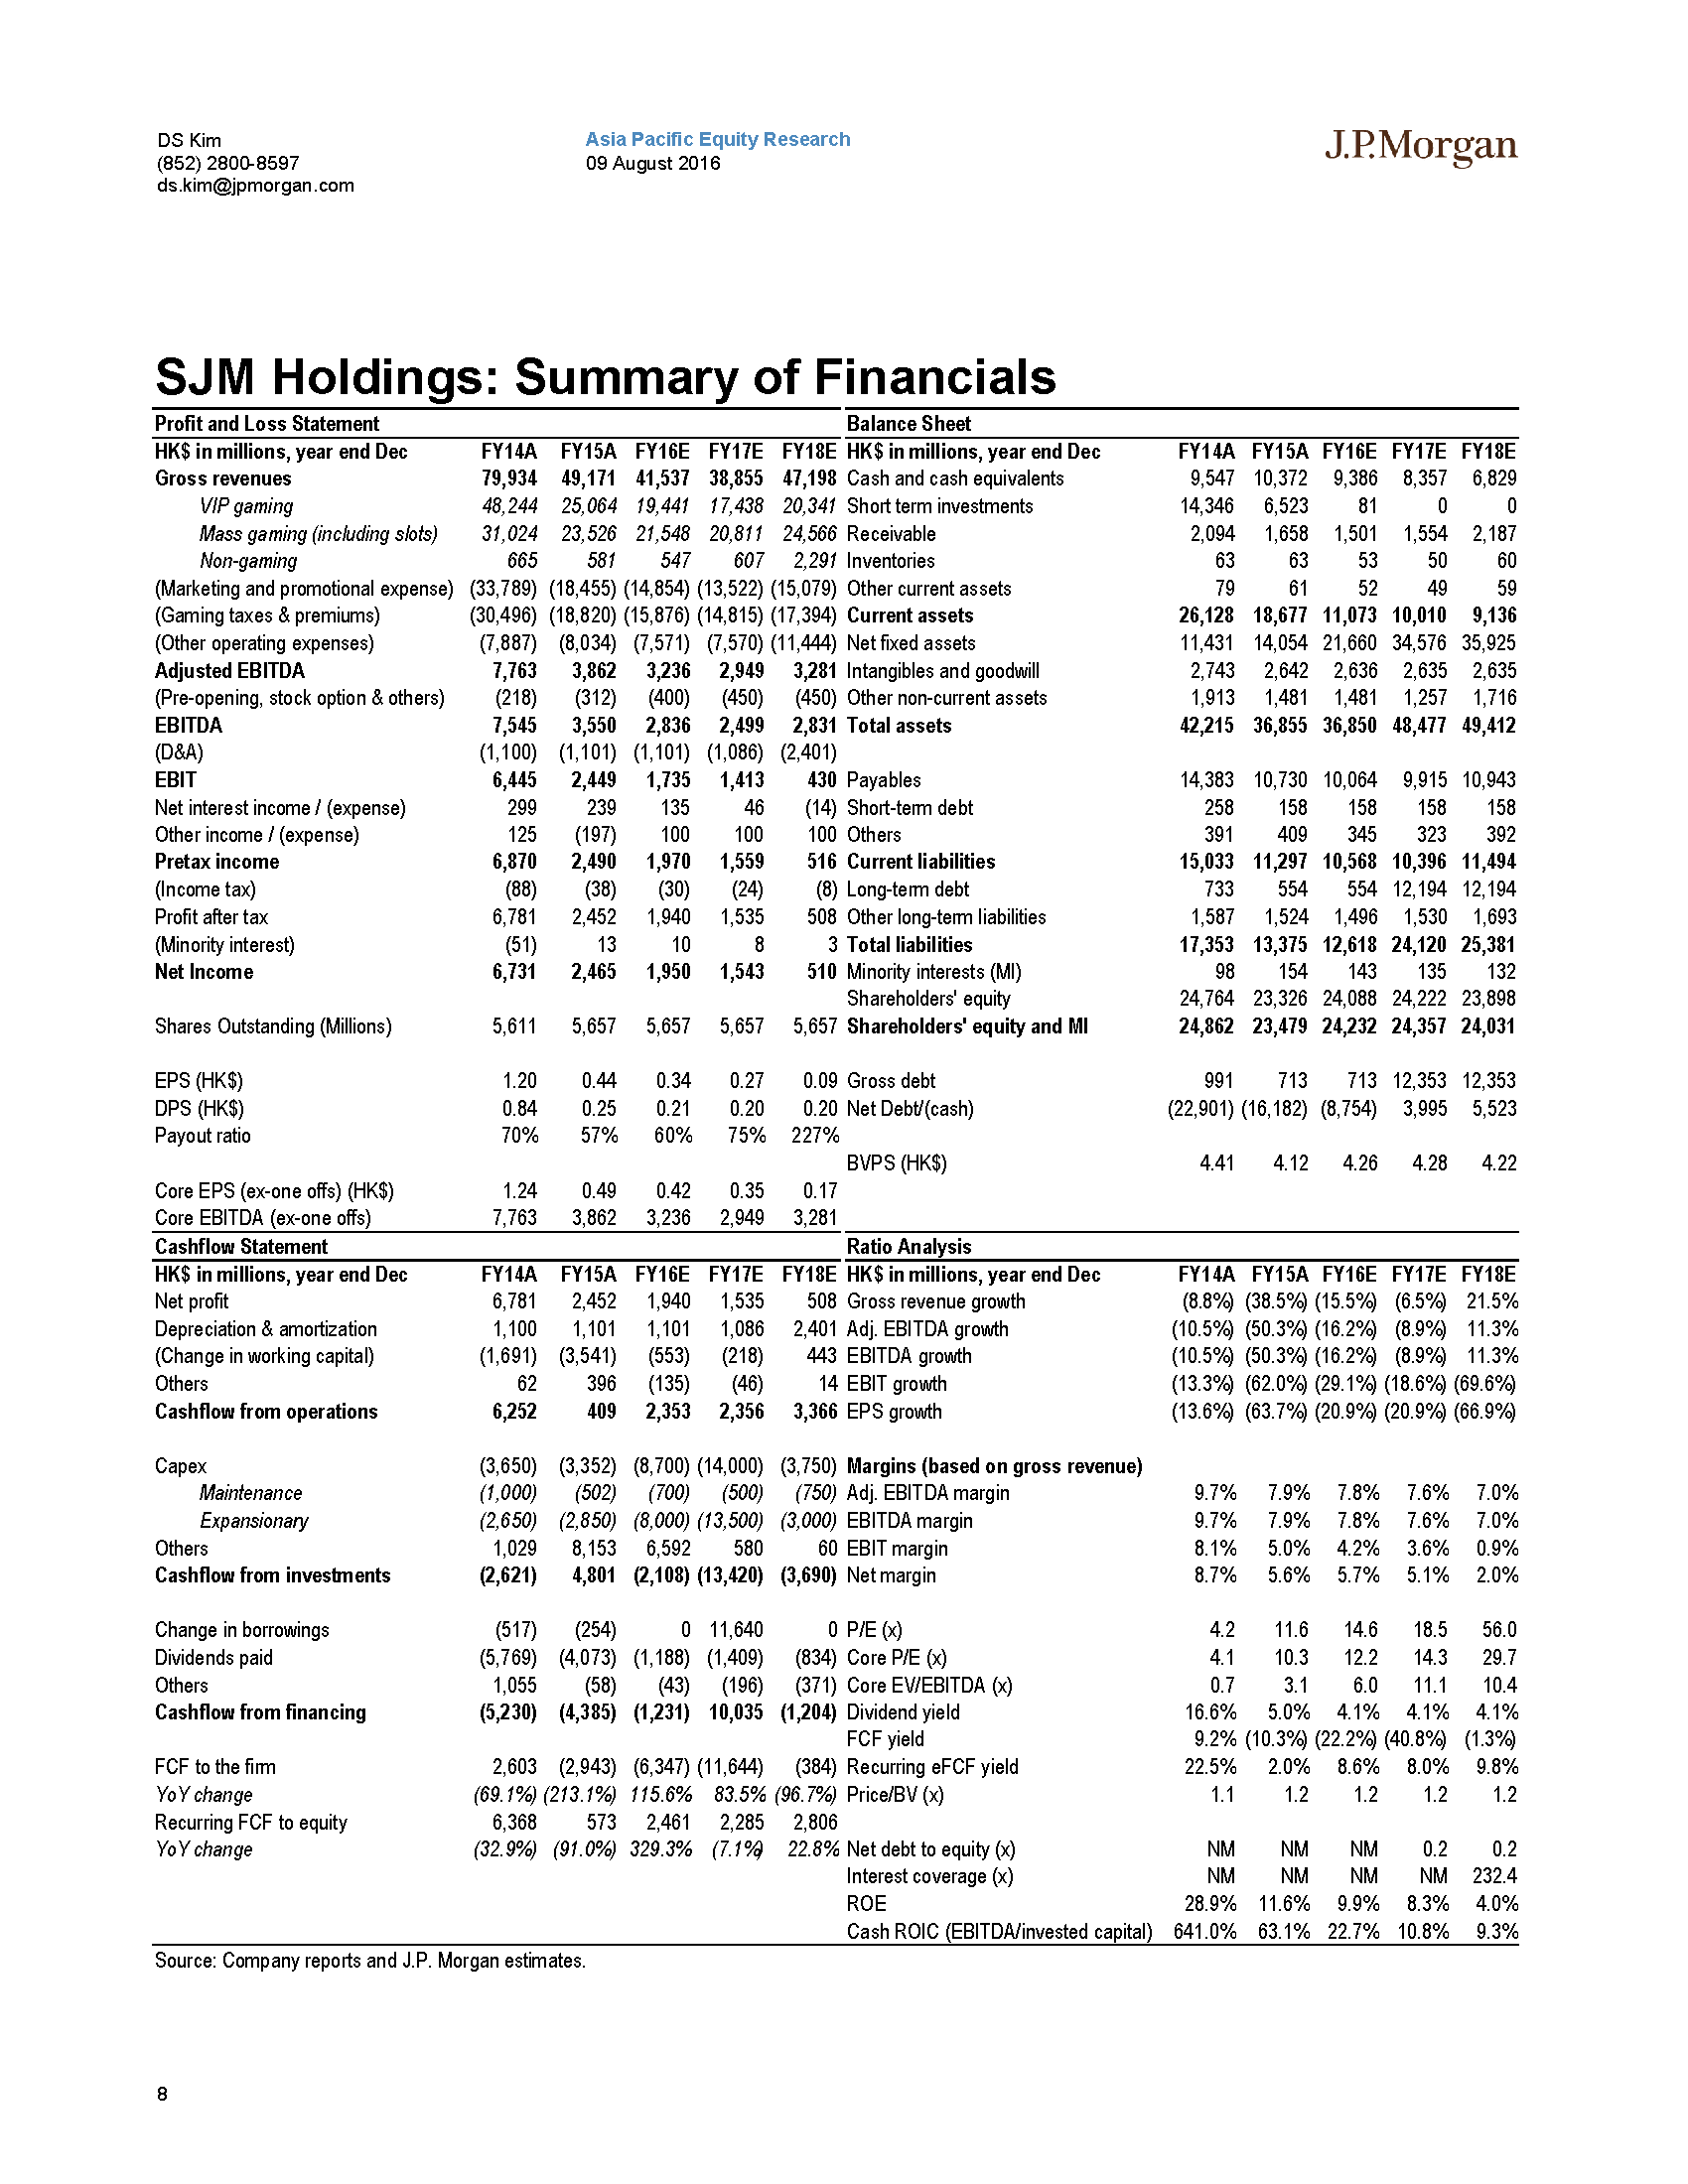 DS Kim
(852) 2800-8597
ds.kim@jpmorgan.com
Asia Pacific Equity Research
09 August 2016
J.P.Morgan
SJM Holdings: Summary of Financials
Profit and Loss Statement
HK$ in millions, year end Dec FY14A FY15A FY16E FY17E FY18E
Gross revenues 79,934 49,171 41,537 38,855 47,198
VIP gaming 48,244 25,064 19,441 17,438 20,341
Mass gaming (including slots) 31,024 23,526 21,548 20,811 24,566
Non-gaming 665 581 547 607 2,291
(Marketing and promotional expense) (33,789) (18,455) (14,854) (13,522) (15,079)
(Gaming taxes & premiums) (30,496) (18,820) (15,876) (14,815) (17,394)
(Other operating expenses) (7,887) (8,034) (7,571) (7,570) (11,444)
Adjusted EBITDA 7,763 3,862 3,236 2,949 3,281
(Pre-opening, stock option & others) (218) (312) (400) (450) (450)
EBITDA 7,545 3,550 2,836 2,499 2,831
(D&A) (1,100) (1,101) (1,101) (1,086) (2,401)
EBIT 6,445 2,449 1,735 1,413 430
Net interest income / (expense) 299 239 135 46 (14)
Other income / (expense) 125 (197) 100 100 100
Pretax income 6,870 2,490 1,970 1,559 516
(Income tax) (88) (38) (30) (24) (8)
Profit after tax 6,781 2,452 1,940 1,535 508
(Minority interest) (51) 13 10 8 3
Net Income 6,731 2,465 1,950 1,543 510
Shares Outstanding (Millions) 5,611 5,657 5,657 5,657 5,657
EPS (HK$) 1.20 0.44 0.34 0.27 0.09
DPS (HK$) 0.84 0.25 0.21 0.20 0.20
Payout ratio 70% 57% 60% 75% 227%
Core EPS (ex-one offs) (HK$) 1.24 0.49 0.42 0.35 0.17
Core EBITDA (ex-one offs) 7,763 3,862 3,236 2,949 3,281
Balance Sheet
HK$ in millions, year end Dec FY14A FY15A FY16E FY17E FY18E
Cash and cash equivalents 9,547 10,372 9,386 8,357 6,829
Short term investments 14,346 6,523 81 0 0
Receivable 2,094 1,658 1,501 1,554 2,187
Inventories 63 63 53 50 60
Other current assets 79 61 52 49 59
Current assets 26,128 18,677 11,073 10,010 9,136
Net fixed assets 11,431 14,054 21,660 34,576 35,925
Intangibles and goodwill 2,743 2,642 2,636 2,635 2,635
Other non-current assets 1,913 1,481 1,481 1,257 1,716
Total assets 42,215 36,855 36,850 48,477 49,412
Payables 14,383 10,730 10,064 9,915 10,943
Short-term debt 258 158 158 158 158
Others 391 409 345 323 392
Current liabilities 15,033 11,297 10,568 10,396 11,494
Long-term debt 733 554 554 12,194 12,194
Other long-term liabilities 1,587 1,524 1,496 1,530 1,693
Total liabilities 17,353 13,375 12,618 24,120 25,381
Minority interests (MI) 98 154 143 135 132
Shareholders' equity 24,764 23,326 24,088 24,222 23,898
Shareholders' equity and MI 24,862 23,479 24,232 24,357 24,031
Gross debt 991 713 713 12,353 12,353
Net Debt/(cash) (22,901) (16,182) (8,754) 3,995 5,523
BVPS (HK$) 4.41 4.12 4.26 4.28 4.22
Cashflow Statement
HK$ in millions, year end Dec FY14A FY15A FY16E FY17E FY18E
Net profit 6,781 2,452 1,940 1,535 508
Depreciation & amortization 1,100 1,101 1,101 1,086 2,401
(Change in working capital) (1,691) (3,541) (553) (218) 443
Others 62 396 (135) (46) 14
Cashflow from operations 6,252 409 2,353 2,356 3,366
Capex (3,650) (3,352) (8,700) (14,000) (3,750)
Maintenance (1,000) (502) (700) (500) (750)
Expansionary (2,650) (2,850) (8,000) (13,500) (3,000)
Others 1,029 8,153 6,592 580 60
Cashflow from investments (2,621) 4,801 (2,108) (13,420) (3,690)
Change in borrowings (517) (254) 0 11,640 0
Dividends paid (5,769) (4,073) (1,188) (1,409) (834)
Others 1,055 (58) (43) (196) (371)
Cashflow from financing (5,230) (4,385) (1,231) 10,035 (1,204)
FCF to the firm 2,603 (2,943) (6,347) (11,644) (384)
YoY change (69.1%) (213.1%) 115.6% 83.5% (96.7%)
Recurring FCF to equity 6,368 573 2,461 2,285 2,806
YoY change (32.9%) (91.0%) 329.3% (7.1%) 22.8%
Ratio Analysis
HK$ in millions, year end Dec FY14A FY15A FY16E FY17E FY18E
Gross revenue growth (8.8%) (38.5%) (15.5%) (6.5%) 21.5%
Adj. EBITDA growth (10.5%) (50.3%) (16.2%) (8.9%) 11.3%
EBITDA growth (10.5%) (50.3%) (16.2%) (8.9%) 11.3%
EBIT growth (13.3%) (62.0%) (29.1%) (18.6%) (69.6%)
EPS growth (13.6%) (63.7%) (20.9%) (20.9%) (66.9%)
Margins (based on gross revenue)
Adj. EBITDA margin 9.7% 7.9% 7.8% 7.6% 7.0%
EBITDA margin 9.7% 7.9% 7.8% 7.6% 7.0%
EBIT margin 8.1% 5.0% 4.2% 3.6% 0.9%
Net margin 8.7% 5.6% 5.7% 5.1% 2.0%
P/E (x) 4.2 11.6 14.6 18.5 56.0
Core P/E (x) 4.1 10.3 12.2 14.3 29.7
Core EV/EBITDA (x) 0.7 3.1 6.0 11.1 10.4
Dividend yield 16.6% 5.0% 4.1% 4.1% 4.1%
FCF yield 9.2% (10.3%) (22.2%) (40.8%) (1.3%)
Recurring eFCF yield 22.5% 2.0% 8.6% 8.0% 9.8%
Price/BV (x) 1.1 1.2 1.2 1.2 1.2
Net debt to equity (x) NM NM NM 0.2 0.2
Interest coverage (x) NM NM NM NM 232.4
ROE 28.9% 11.6% 9.9% 8.3% 4.0%
Cash ROIC (EBITDA/invested capital) 641.0% 63.1% 22.7% 10.8% 9.3%
Source: Company reports and J.P. Morgan estimates.
8